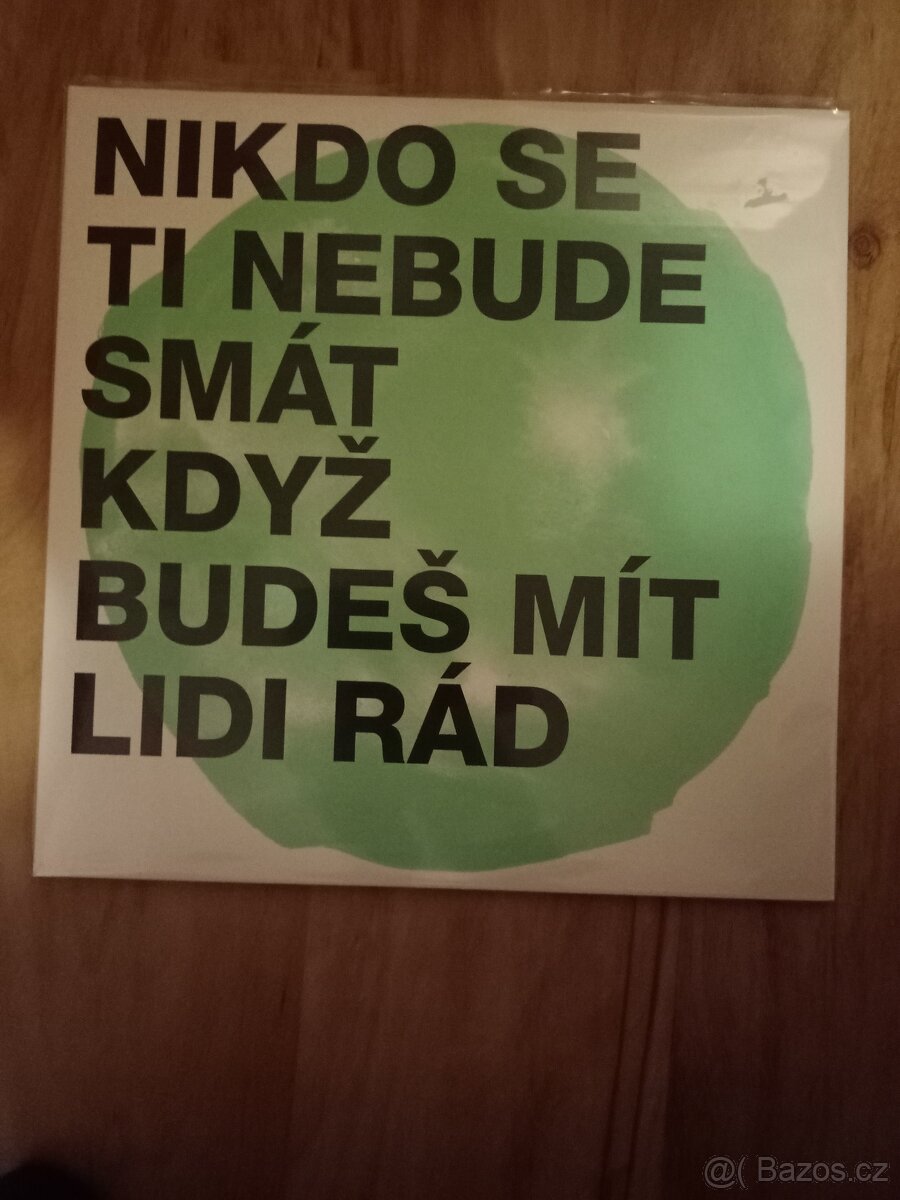 NIKDO SE
TI NEBUDE
SMÁT
KDYŽ
BUDEŠ MÍT
LIDI RÁD
@( Bazos.cz